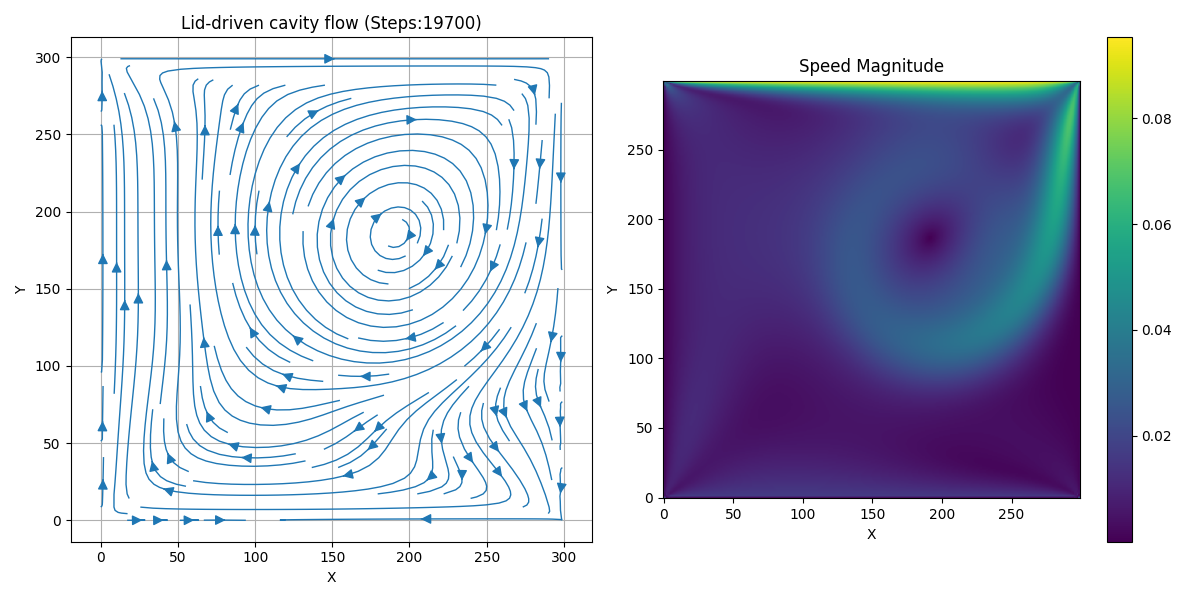 Lid-driven cavity flow (Steps:19700)
300
250
200
150
100
50
0
Y
0 50 100 150 200 250 300
X
Speed Magnitude
250
200
150
100
50
0
Y
0 50 100 150 200 250
X
0.08
0.06
0.04
0.02